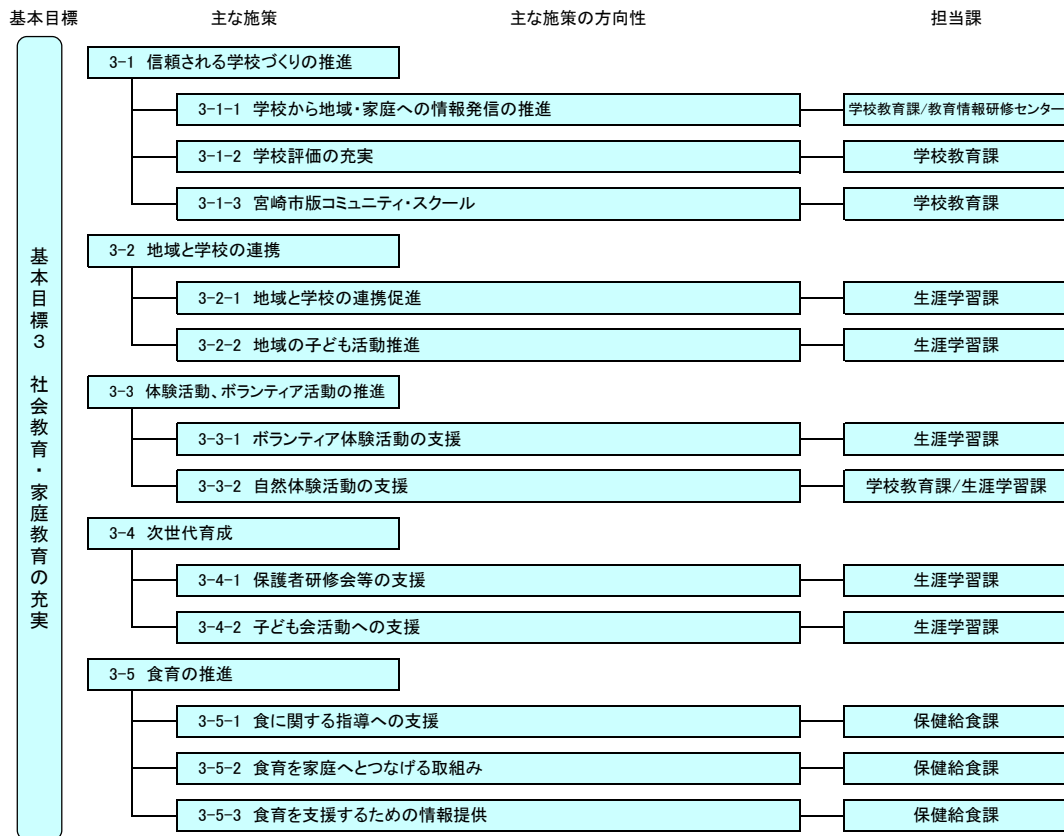 基本目標 主な施策 主な施策の方向性 担当課
基本目標3 社会教育・家庭教育の充実
3-1 信頼される学校づくりの推進
3-1-1 学校から地域・家庭への情報発信の推進 学校教育課/教育情報研修センター
3-1-2 学校評価の充実 学校教育課
3-1-3 宮崎市版コミュニティ・スクール 学校教育課
3-2 地域と学校の連携
3-2-1 地域と学校の連携促進 生涯学習課
3-2-2 地域の子ども活動推進 生涯学習課
3-3 体験活動、ボランティア活動の推進
3-3-1 ボランティア体験活動の支援 生涯学習課
3-3-2 自然体験活動の支援 学校教育課/生涯学習課
3-4 次世代育成
3-4-1 保護者研修会等の支援 生涯学習課
3-4-2 子ども会活動への支援 生涯学習課
3-5 食育の推進
3-5-1 食に関する指導への支援 保健給食課
3-5-2 食育を家庭へとつなげる取組み 保健給食課
3-5-3 食育を支援するための情報提供 保健給食課